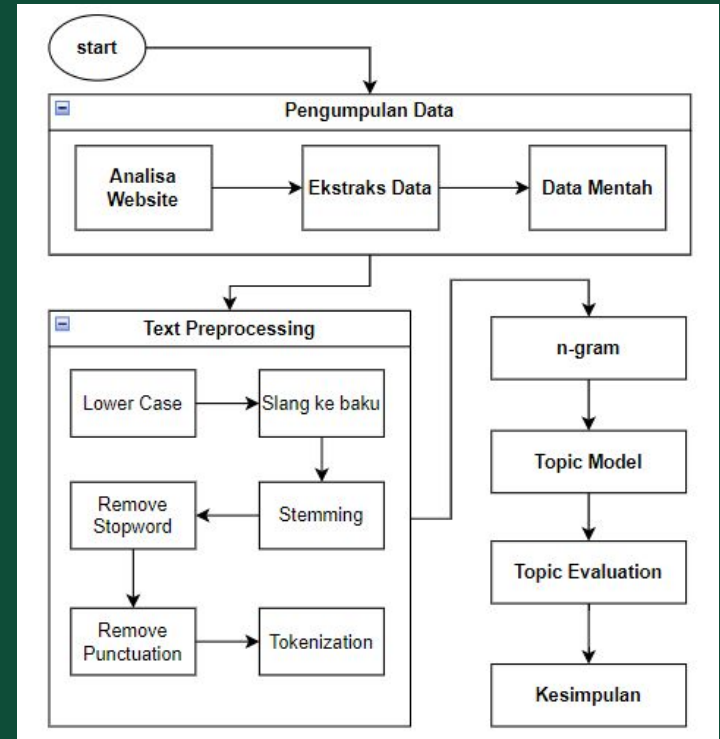 start
Pengumpulan Data
Analisa
Website
Ekstraks Data
Data Mentah
Text Preprocessing
Lower Case
Slang ke baku
Stemming
Remove
Stopword
Remove
Punctuation
Tokenization
n-gram
Topic Model
Topic Evaluation
Kesimpulan